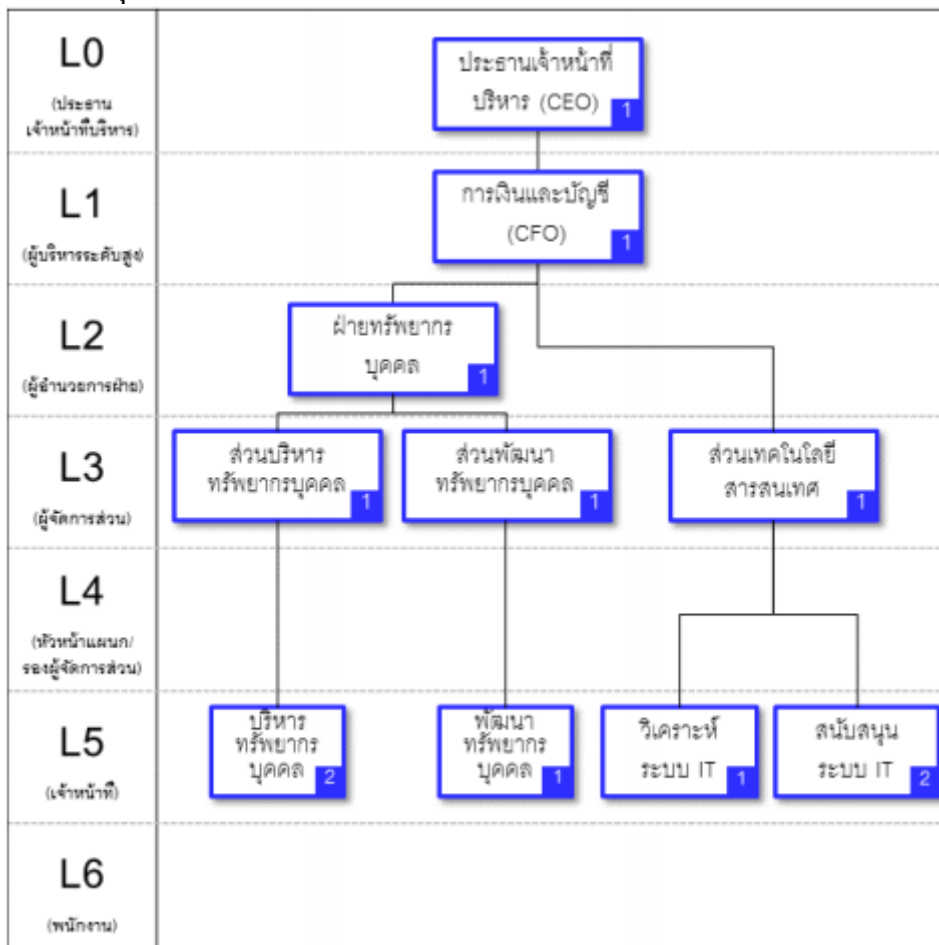 L0
(ประธาน
เจ้าหน้าที่บริหาร)
ประธานเจ้าหน้าที่
บริหาร (CEO)
1
L1
(ผู้บริหารระดับสูง)
การเงินและบัญชี
(CFO)
1
L2
(ผู้อำนวยการฝ่าย)
ฝ่ายทรัพยากร
บุคคล
1
L3
(ผู้จัดการส่วน)
ส่วนบริหาร
ทรัพยากรบุคคล
1
ส่วนพัฒนา
ทรัพยากรบุคคล
1
ส่วนเทคโนโลยี
สารสนเทศ
1
L4
(หัวหน้าแผนก/
รองผู้จัดการส่วน)
L5
(เจ้าหน้าที่)
บริหาร
ทรัพยากร
บุคคล
2
พัฒนา
ทรัพยากร
บุคคล
1
วิเคราะห์
ระบบ IT
1
สนับสนุน
ระบบ IT
2
L6
(พนักงาน)